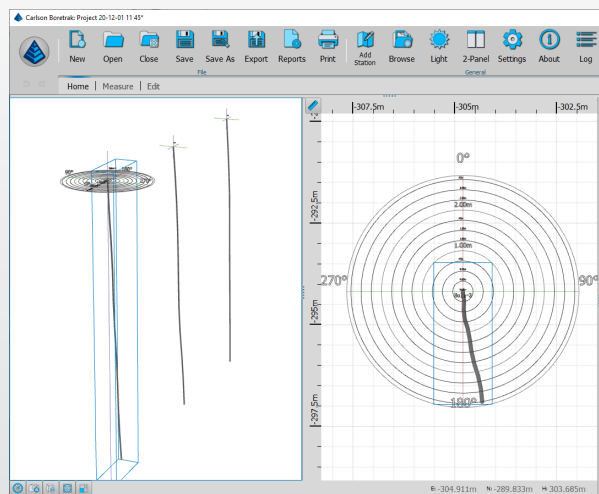 Carlson Boretrak: Project 20-12-01 11 45*
New Open Close Save Save As Export Reports Print Add Station Browse Light 2-Panel Settings About Log
File General
Home Measure Edit
-307.5m -305m -302.5m
0°
2.00m
1.00m
270° 90°
180°
-292.5m
-295m
-297.5m
90°
270°
E: -304.911m N: -289.833m H: 303.685m